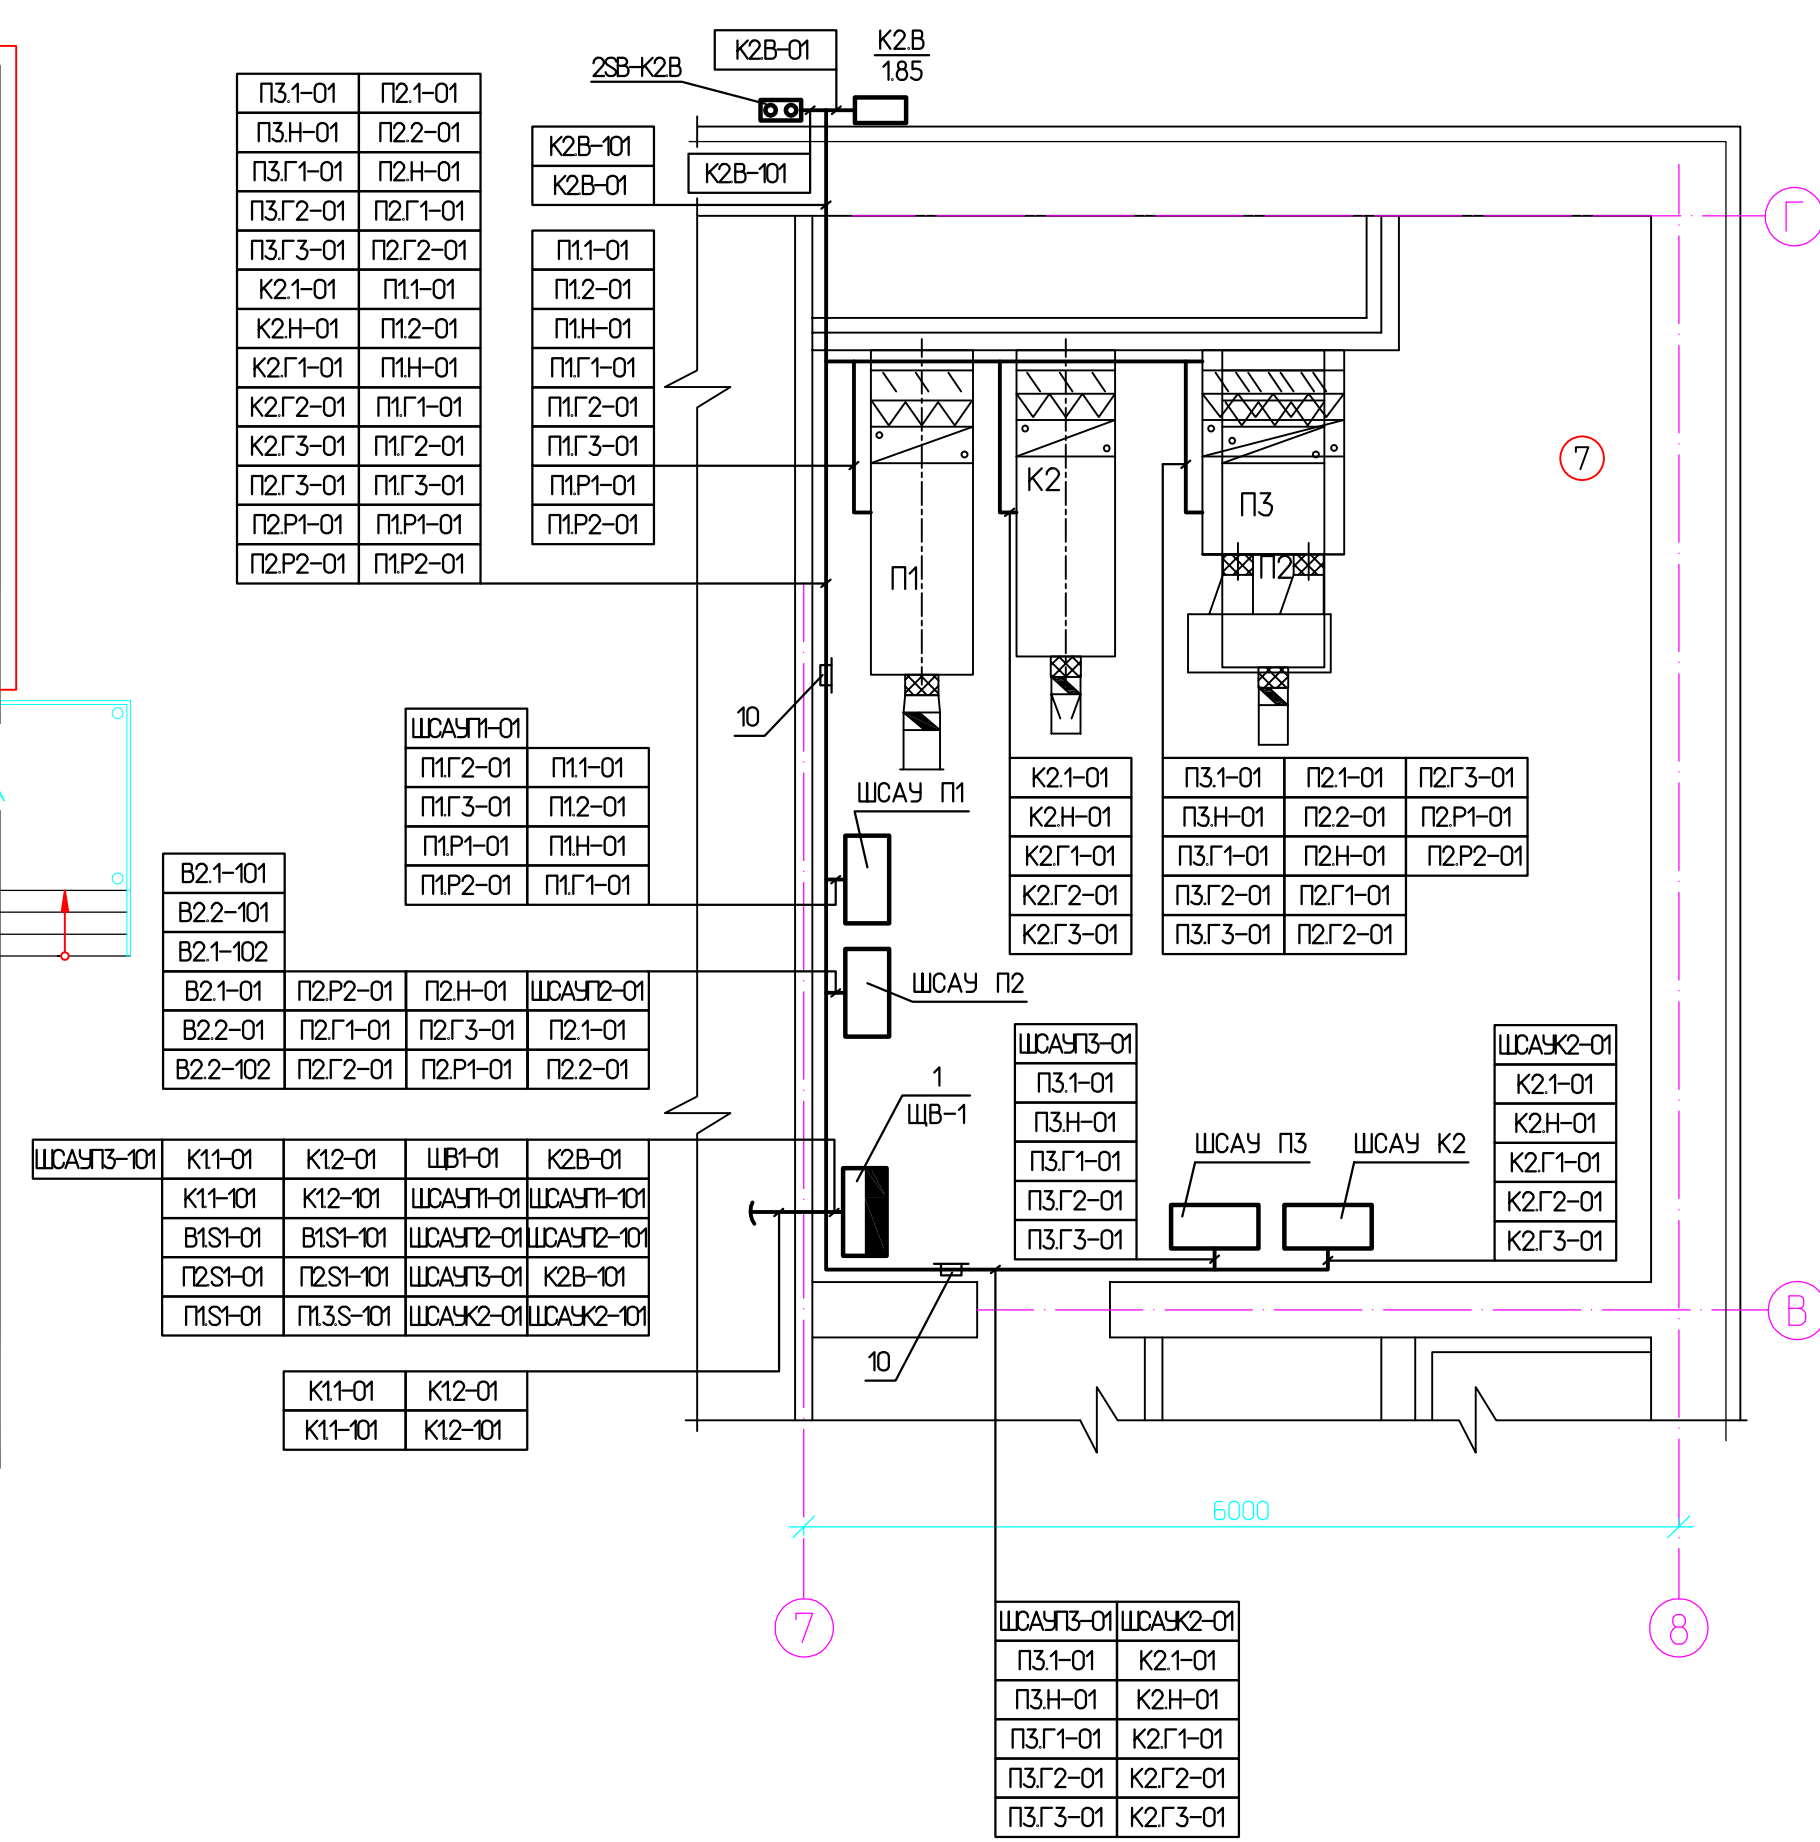 К2.В-01
К2.В
1.85
2SB-К2.В
П3.1-01 П2.1-01
П3.Н-01 П2.2-01
П3.Г1-01 П2.Н-01
П3.Г2-01 П2.Г1-01
П3.Г3-01 П2.Г2-01
К2.1-01 П1.1-01
К2.Н-01 П1.2-01
К2.Г1-01 П1.Н-01
К2.Г2-01 П1.Г1-01
К2.Г3-01 П1.Г2-01
П2.Г3-01 П1.Г3-01
П2.Р1-01 П1.Р1-01
П2.Р2-01 П1.Р2-01
К2.В-101
К2.В-01
К2.В-101
П1.1-01
П1.2-01
П1.Н-01
П1.Г1-01
П1.Г2-01
П1.Г3-01
П1.Р1-01
П1.Р2-01
Г
7
К2
П3
П1
П2
10
ШСАУП1-01
П1.Г2-01 П1.1-01
П1.Г3-01 П1.2-01
П1.Р1-01 П1.Н-01
П1.Р2-01 П1.Г1-01
ШСАУ П1
К2.1-01
К2.Н-01
К2.Г1-01
К2.Г2-01
К2.Г3-01
П3.1-01 П2.1-01 П2.Г3-01
П3.Н-01 П2.2-01 П2.Р1-01
П3.Г1-01 П2.Н-01 П2.Р2-01
П3.Г2-01 П2.Г1-01
П3.Г3-01 П2.Г2-01
В2.1-101
В2.2-101
В2.1-102
В2.1-01 П2.Р2-01 П2.Н-01 ШСАУП2-01
В2.2-01 П2.Г1-01 П2.Г3-01 П2.1-01
В2.2-102 П2.Г2-01 П2.Р1-01 П2.2-01
ШСАУ П2
1
ЩВ-1
ШСАУП3-01
П3.1-01
П3.Н-01
П3.Г1-01
П3.Г2-01
П3.Г3-01
ШСАУ П3
ШСАУ К2
ШСАУК2-01
К2.1-01
К2.Н-01
К2.Г1-01
К2.Г2-01
К2.Г3-01
ШСАУП3-101 К1.1-01 К1.2-01 ЩВ1-01 К2.В-01
К1.1-101 К1.2-101 ШСАУП1-01 ШСАУП1-101
В1.S1-01 В1.S1-101 ШСАУП2-01 ШСАУП2-101
П2.S1-01 П2.S1-101 ШСАУП3-01 К2.В-101
П1.S1-01 П1.3.S-101 ШСАУК2-01 ШСАУК2-101
В
10
К1.1-01 К1.2-01
К1.1-101 К1.2-101
6000
7
8
ШСАУП3-01 ШСАУК2-01
П3.1-01 К2.1-01
П3.Н-01 К2.Н-01
П3.Г1-01 К2.Г1-01
П3.Г2-01 К2.Г2-01
П3.Г3-01 К2.Г3-01